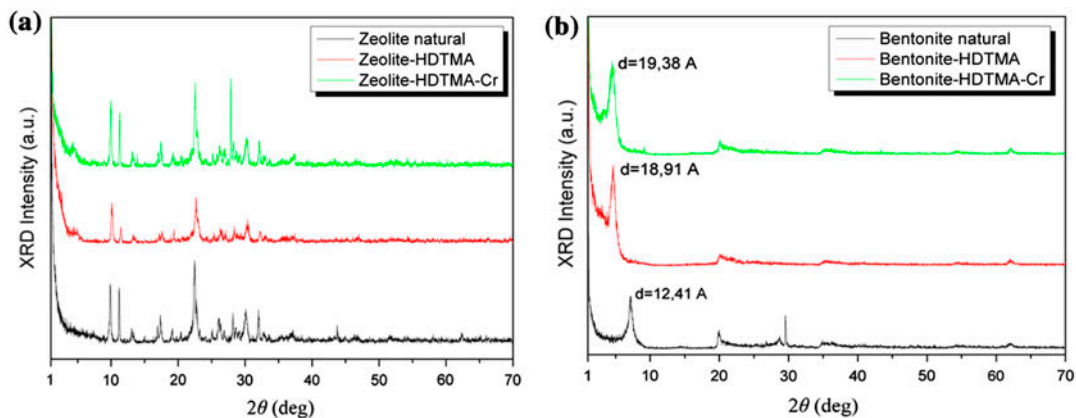 (a)
Zeolite natural
Zeolite-HDTMA
Zeolite-HDTMA-Cr
XRD Intensity (a.u.)
1 10 20 30 40 50 60 70
2θ (deg)
(b)
Bentonite natural
Bentonite-HDTMA
Bentonite-HDTMA-Cr
d=19,38 A
d=18,91 A
d=12,41 A
XRD Intensity (a.u.)
1 10 20 30 40 50 60 70
2θ (deg)